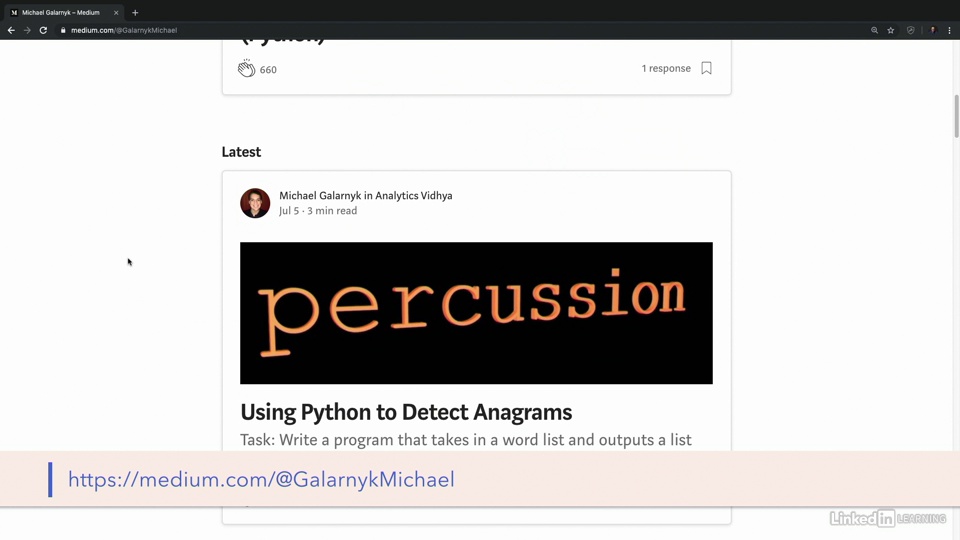 Michael Galarnyk – Medium
medium.com/@GalarnykMichael
(Python)
660
1 response
Latest
Michael Galarnyk in Analytics Vidhya
Jul 5 · 3 min read
percussion
Using Python to Detect Anagrams
Task: Write a program that takes in a word list and outputs a list
https://medium.com/@GalarnykMichael
Linked in LEARNING